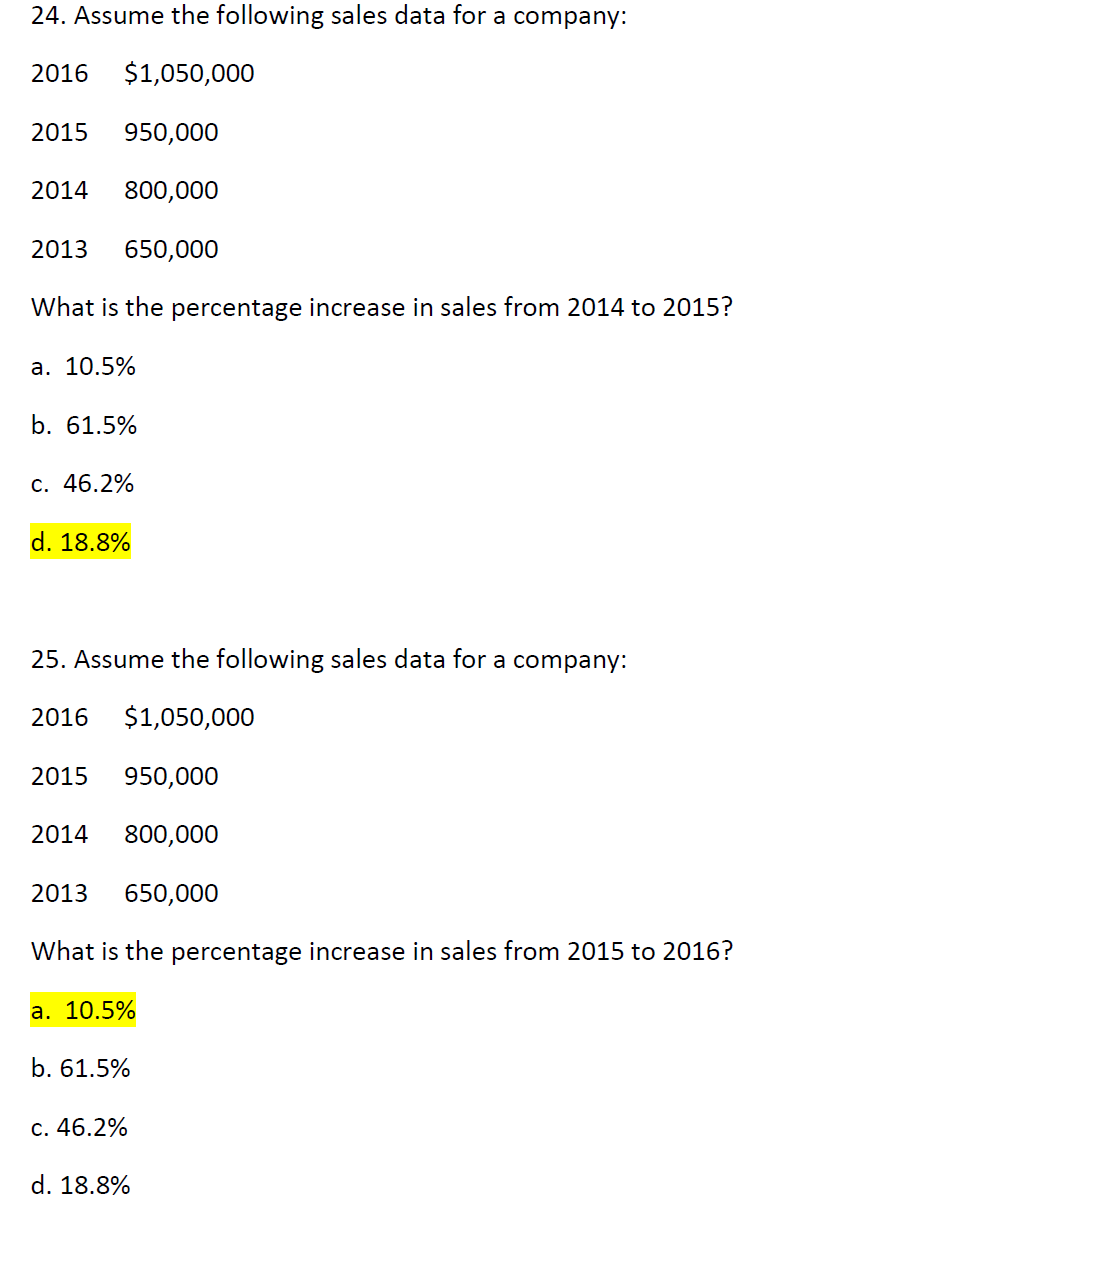 24. Assume the following sales data for a company:
2016 $1,050,000
2015 950,000
2014 800,000
2013 650,000
What is the percentage increase in sales from 2014 to 2015?
a. 10.5%
b. 61.5%
c. 46.2%
d. 18.8%
25. Assume the following sales data for a company:
2016 $1,050,000
2015 950,000
2014 800,000
2013 650,000
What is the percentage increase in sales from 2015 to 2016?
a. 10.5%
b. 61.5%
c. 46.2%
d. 18.8%